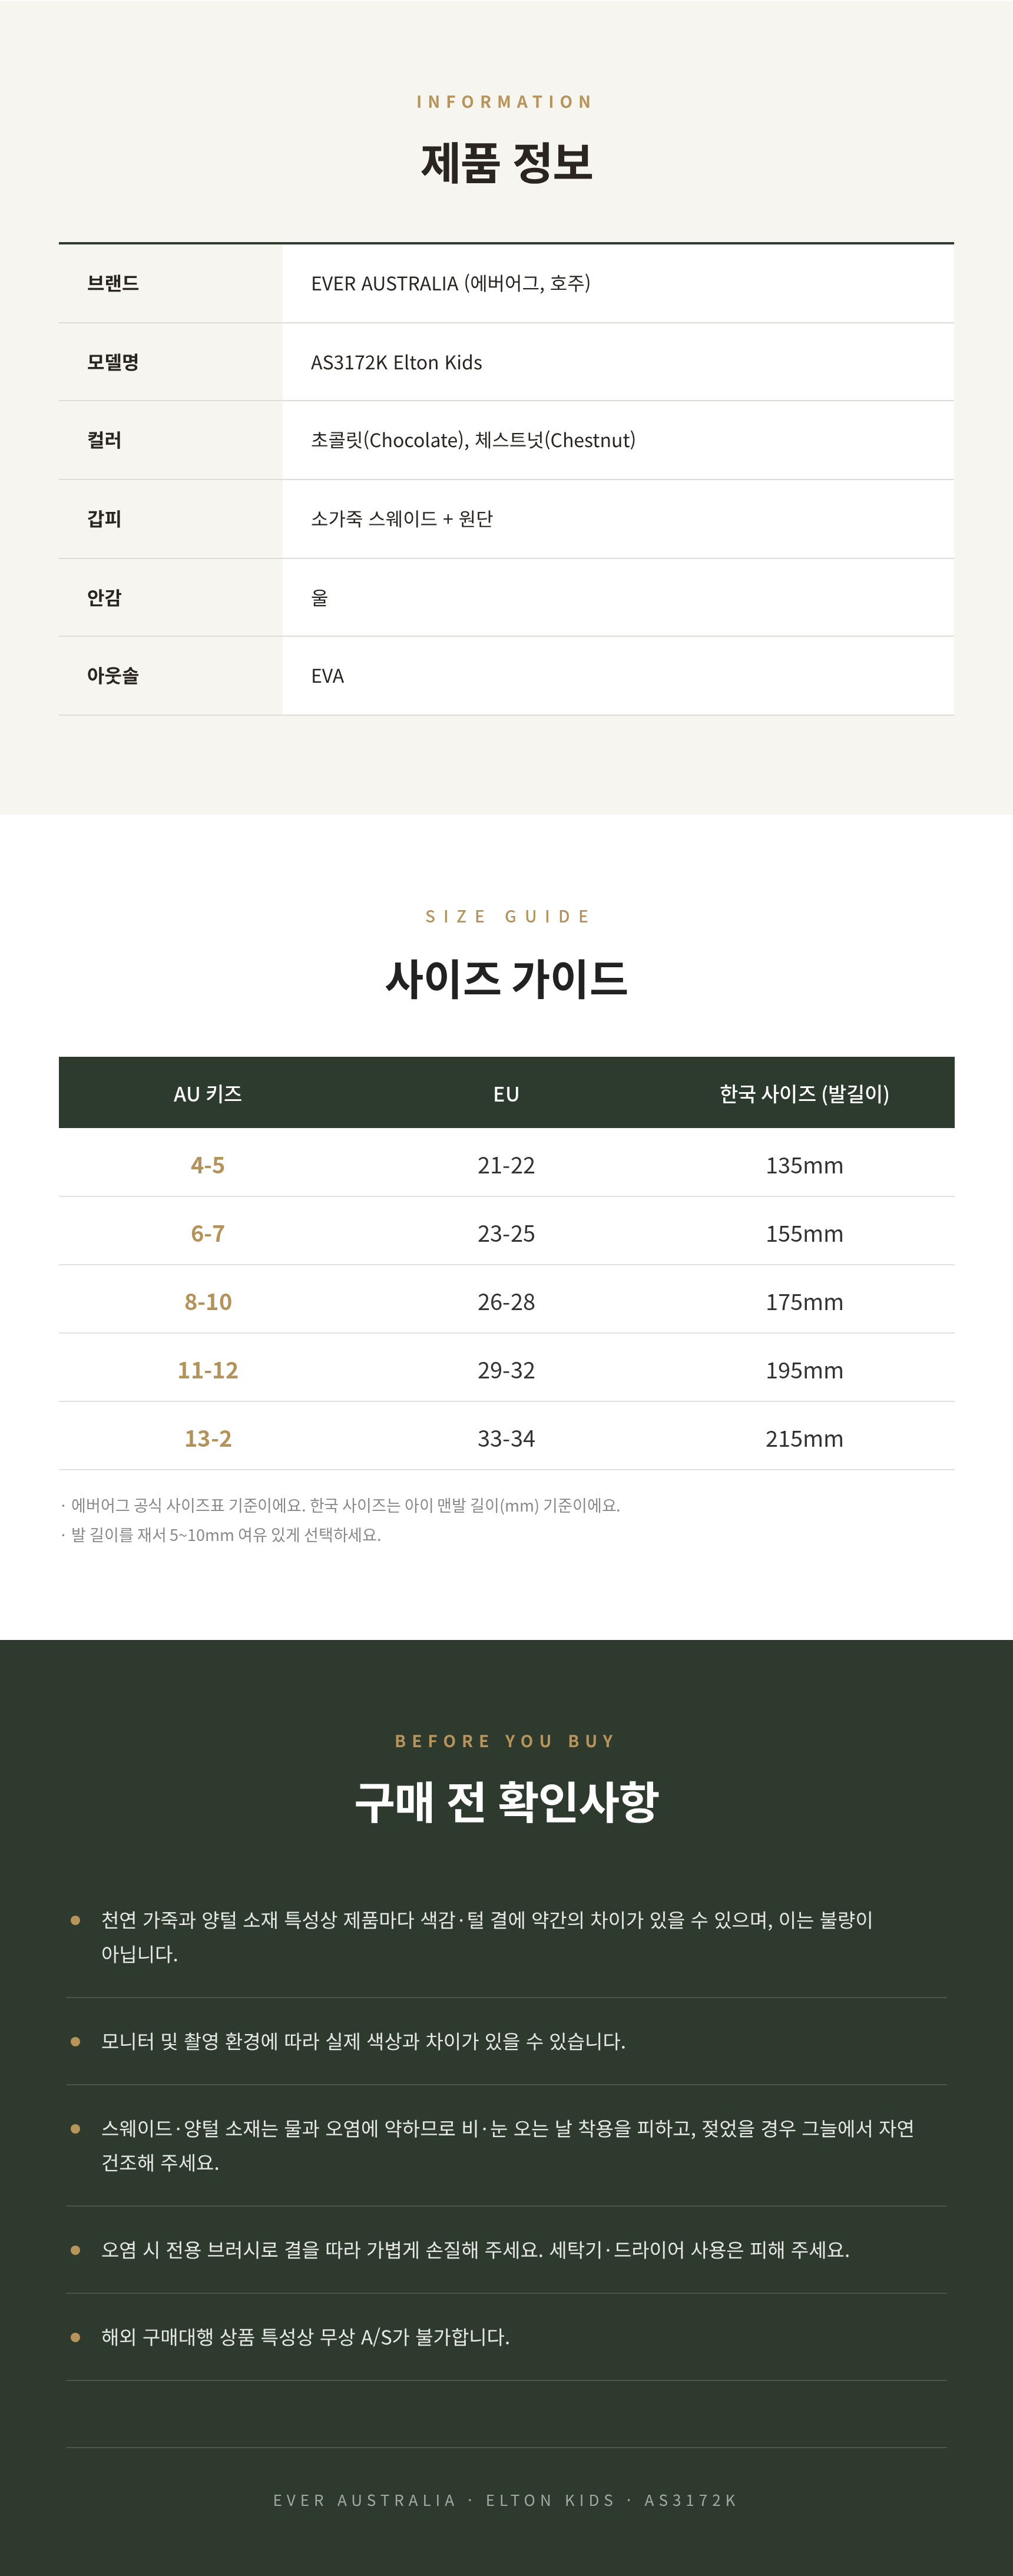 INFORMATION
제품 정보
브랜드 EVER AUSTRALIA (에버어그, 호주)
모델명 AS3172K Elton Kids
컬러 초콜릿(Chocolate), 체스트넛(Chestnut)
갑피 소가죽 스웨이드 + 원단
안감 울
아웃솔 EVA
SIZE GUIDE
사이즈 가이드
AU 키즈 EU 한국 사이즈 (발길이)
4-5 21-22 135mm
6-7 23-25 155mm
8-10 26-28 175mm
11-12 29-32 195mm
13-2 33-34 215mm
· 에버어그 공식 사이즈표 기준이에요. 한국 사이즈는 아이 맨발 길이(mm) 기준이에요.
· 발 길이를 재서 5~10mm 여유 있게 선택하세요.
BEFORE YOU BUY
구매 전 확인사항
천연 가죽과 양털 소재 특성상 제품마다 색감·털 결에 약간의 차이가 있을 수 있으며, 이는 불량이
아닙니다.
모니터 및 촬영 환경에 따라 실제 색상과 차이가 있을 수 있습니다.
스웨이드·양털 소재는 물과 오염에 약하므로 비·눈 오는 날 착용을 피하고, 젖었을 경우 그늘에서 자연
건조해 주세요.
오염 시 전용 브러시로 결을 따라 가볍게 손질해 주세요. 세탁기·드라이어 사용은 피해 주세요.
해외 구매대행 상품 특성상 무상 A/S가 불가합니다.
EVER AUSTRALIA · ELTON KIDS · AS3172K